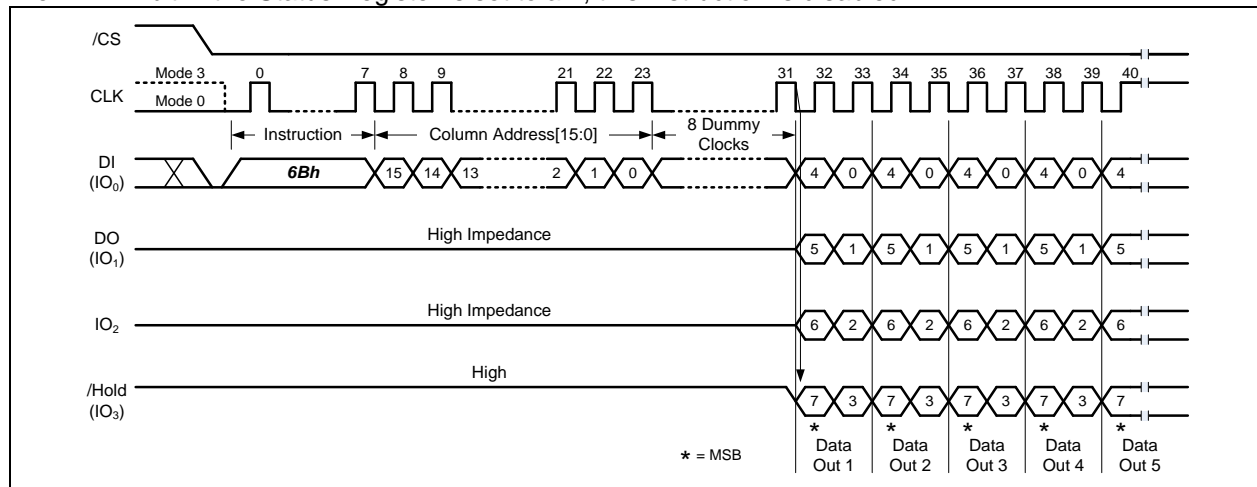 /CS
Mode 3 0 7 8 9 21 22 23 31 32 33 34 35 36 37 38 39 40
CLK
Mode 0
Instruction Column Address[15:0] 8 Dummy
Clocks
DI
(IO₀)
6Bh 15 14 13 2 1 0 4 0 4 0 4 0 4 0 4
DO
(IO₁)
High Impedance 5 1 5 1 5 1 5 1 5
IO₂ High Impedance 6 2 6 2 6 2 6 2 6
/Hold
(IO₃)
High 7 3 7 3 7 3 7 3 7
* * * * *
* = MSB
Data
Out 1
Data
Out 2
Data
Out 3
Data
Out 4
Data
Out 5